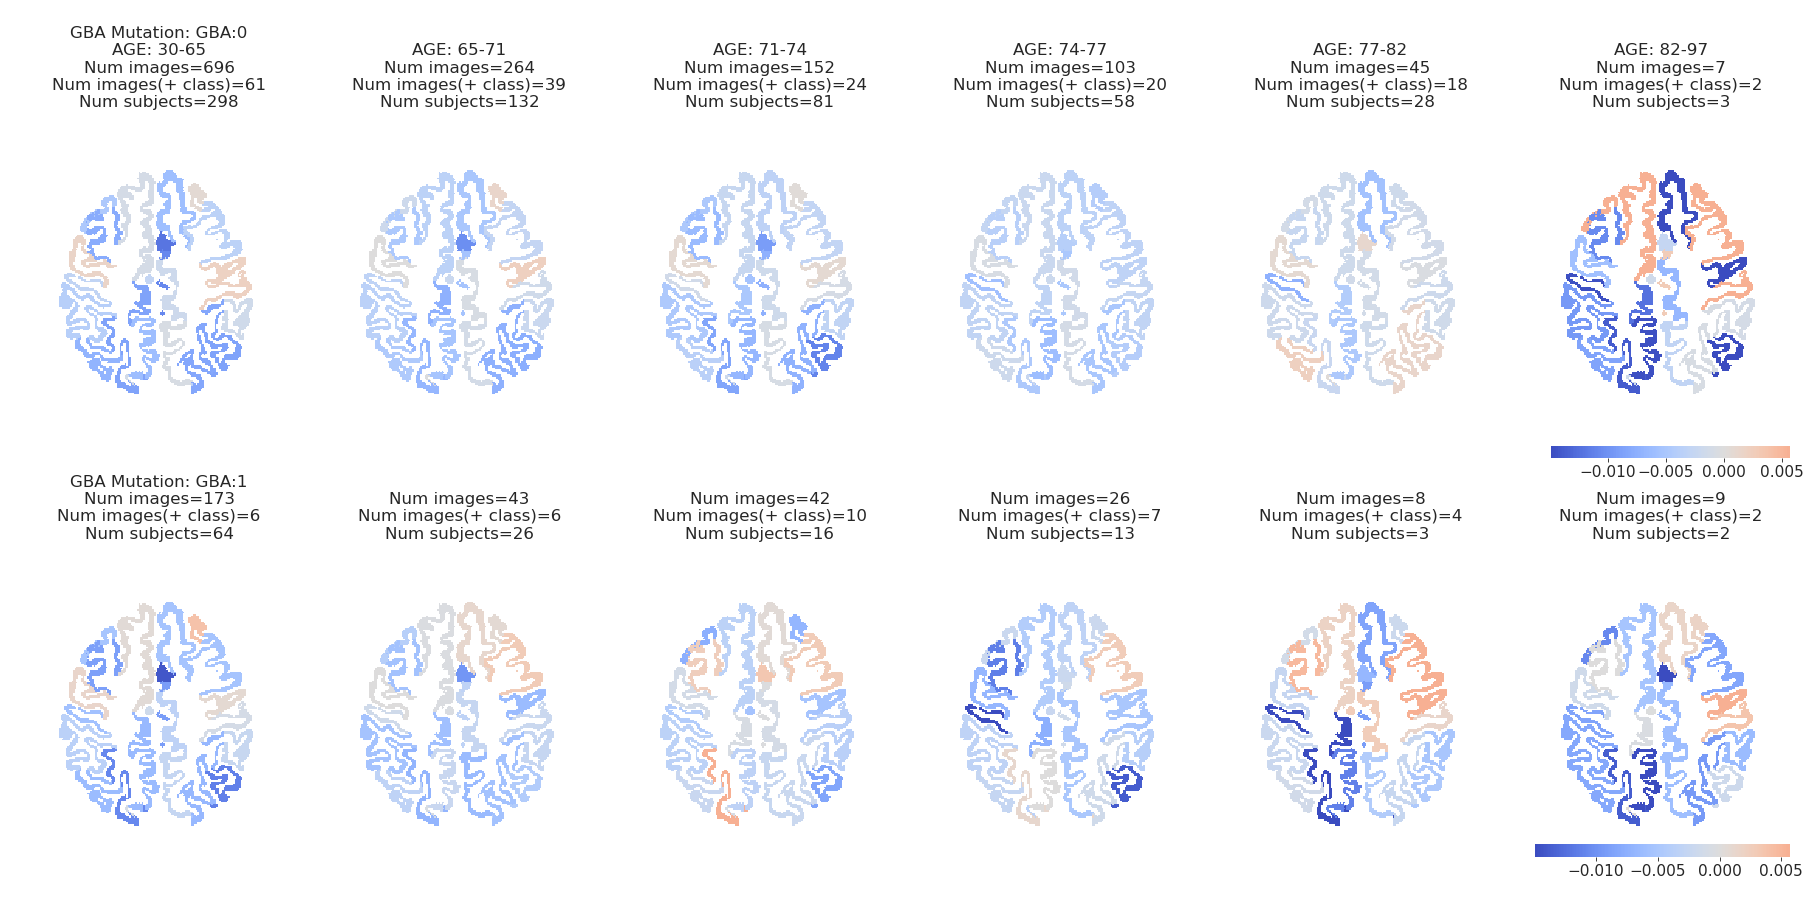 GBA Mutation: GBA:0
AGE: 30-65
Num images=696
Num images(+ class)=61
Num subjects=298
AGE: 65-71
Num images=264
Num images(+ class)=39
Num subjects=132
AGE: 71-74
Num images=152
Num images(+ class)=24
Num subjects=81
AGE: 74-77
Num images=103
Num images(+ class)=20
Num subjects=58
AGE: 77-82
Num images=45
Num images(+ class)=18
Num subjects=28
AGE: 82-97
Num images=7
Num images(+ class)=2
Num subjects=3
−0.010 −0.005 0.000 0.005
GBA Mutation: GBA:1
Num images=173
Num images(+ class)=6
Num subjects=64
Num images=43
Num images(+ class)=6
Num subjects=26
Num images=42
Num images(+ class)=10
Num subjects=16
Num images=26
Num images(+ class)=7
Num subjects=13
Num images=8
Num images(+ class)=4
Num subjects=3
Num images=9
Num images(+ class)=2
Num subjects=2
−0.010 −0.005 0.000 0.005